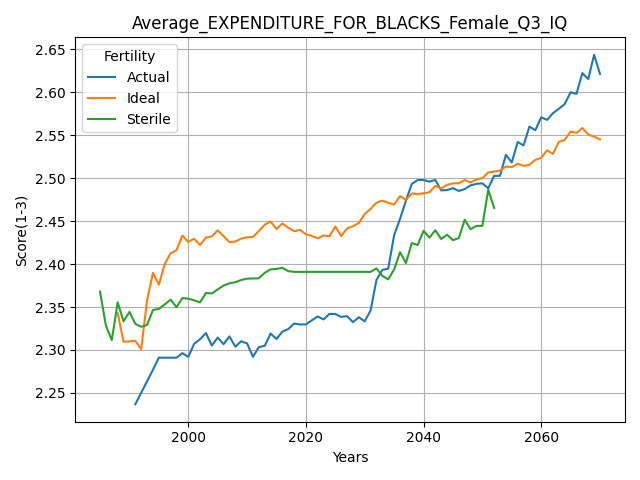 Average_EXPENDITURE_FOR_BLACKS_Female_Q3_IQ
Fertility
Actual
Ideal
Sterile
Score(1-3)
2.65
2.60
2.55
2.50
2.45
2.40
2.35
2.30
2.25
2000
2020
2040
2060
Years